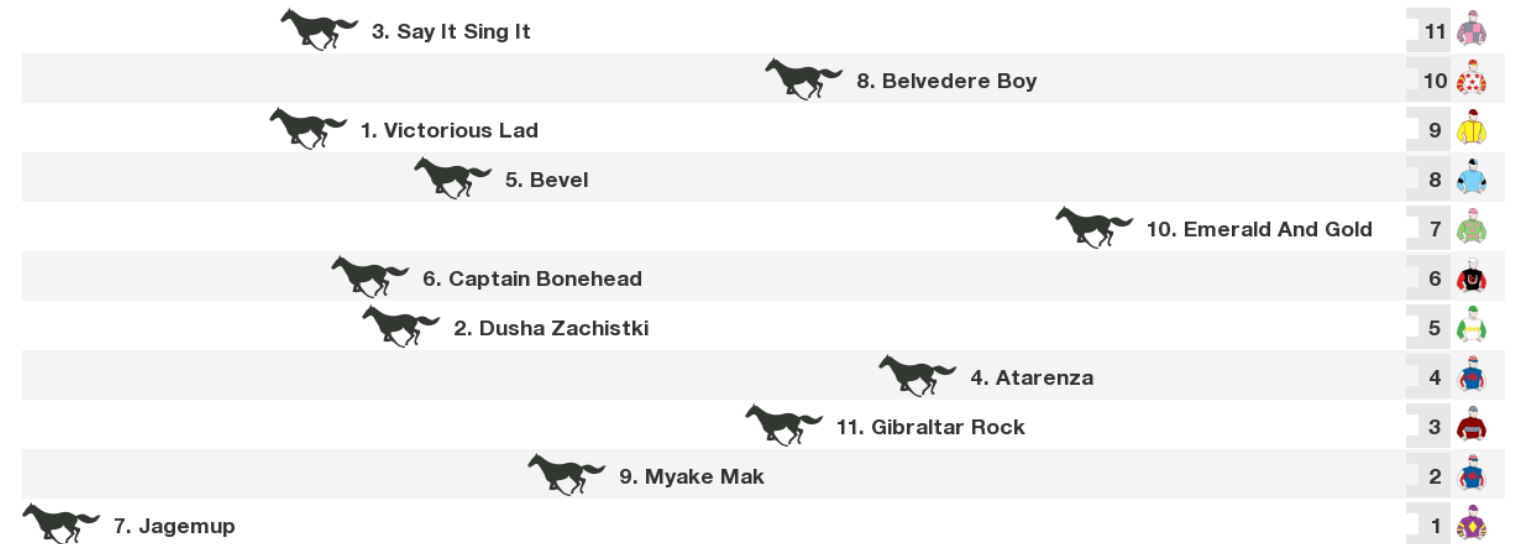 3. Say It Sing It 11
8. Belvedere Boy 10
1. Victorious Lad 9
5. Bevel 8
10. Emerald And Gold 7
6. Captain Bonehead 6
2. Dusha Zachistki 5
4. Atarenza 4
11. Gibraltar Rock 3
9. Myake Mak 2
7. Jagemup 1